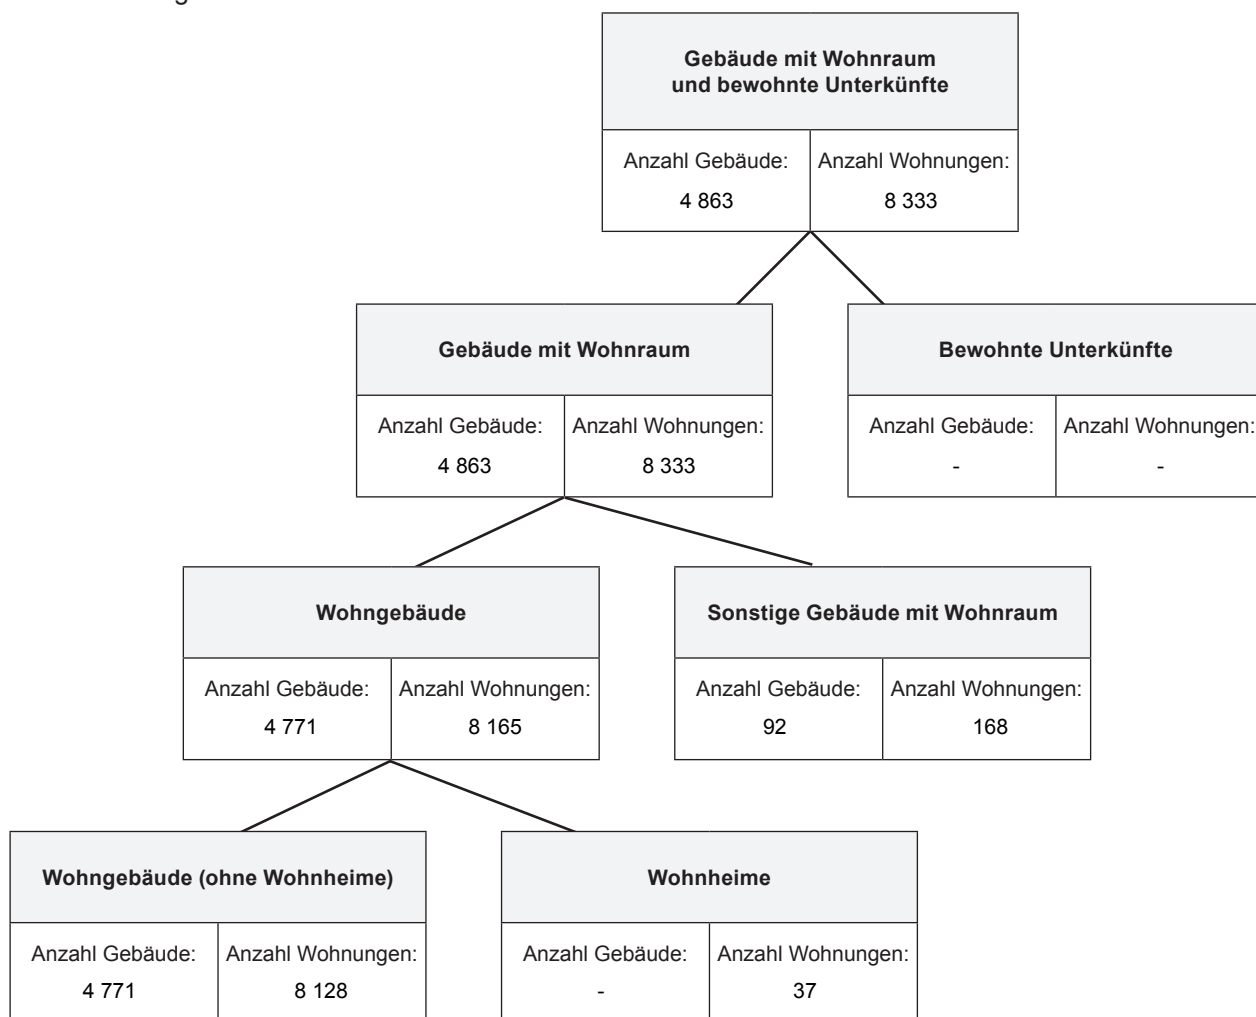 Gebäude mit Wohnraum
und bewohnte Unterkünfte
Anzahl Gebäude: Anzahl Wohnungen:
4 863 8 333
Gebäude mit Wohnraum
Anzahl Gebäude: Anzahl Wohnungen:
4 863 8 333
Bewohnte Unterkünfte
Anzahl Gebäude: Anzahl Wohnungen:
- -
Wohngebäude
Anzahl Gebäude: Anzahl Wohnungen:
4 771 8 165
Sonstige Gebäude mit Wohnraum
Anzahl Gebäude: Anzahl Wohnungen:
92 168
Wohngebäude (ohne Wohnheime)
Anzahl Gebäude: Anzahl Wohnungen:
4 771 8 128
Wohnheime
Anzahl Gebäude: Anzahl Wohnungen:
- 37